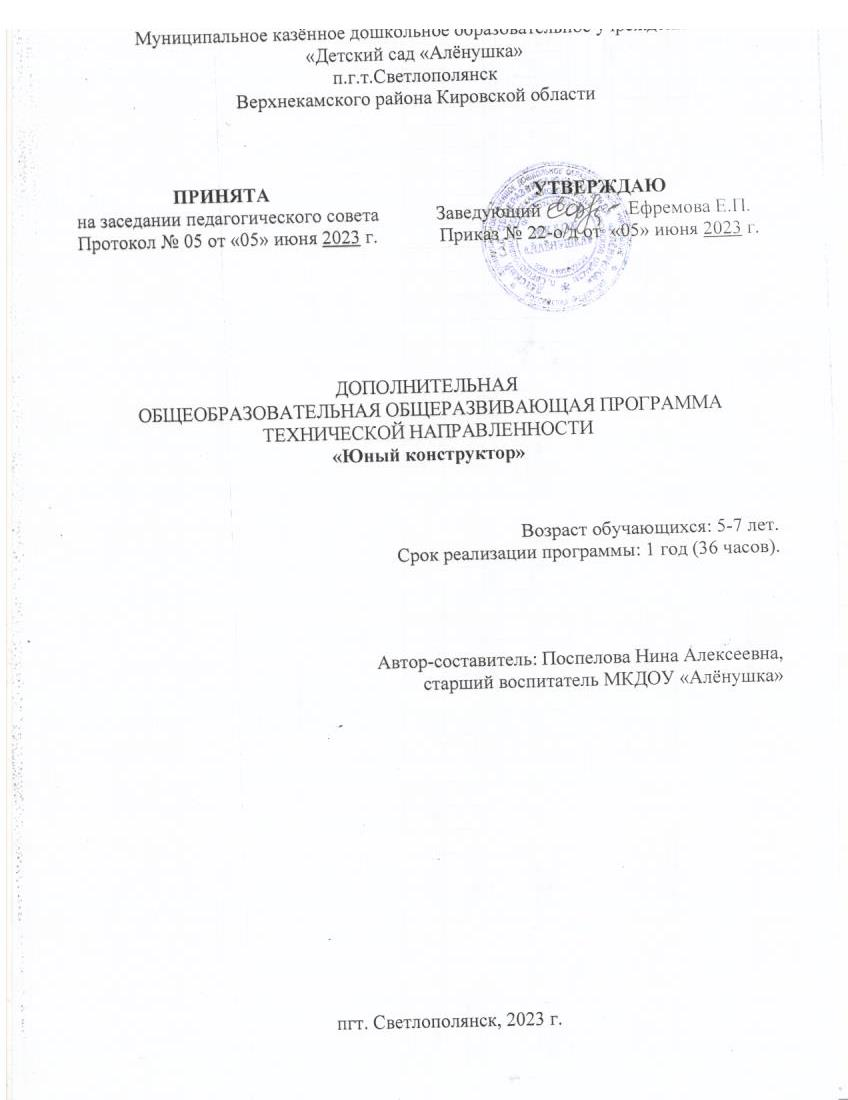 Муниципальное казённое дошкольное образовательное
«Детский сад «Алёнушка»
п.г.т.Светлополянск
Верхнекамского района Кировской области
ПРИНЯТА
на заседании педагогического совета
Протокол № 05 от «05» июня 2023 г.
УТВЕРЖДАЮ
Заведующий Ефремова Е.П.
Приказ № 22-о/д от «05» июня 2023 г.
ДОПОЛНИТЕЛЬНАЯ
ОБЩЕОБРАЗОВАТЕЛЬНАЯ ОБЩЕРАЗВИВАЮЩАЯ ПРОГРАММА
ТЕХНИЧЕСКОЙ НАПРАВЛЕННОСТИ
«Юный конструктор»
Возраст обучающихся: 5-7 лет.
Срок реализации программы: 1 год (36 часов).
Автор-составитель: Поспелова Нина Алексеевна,
старший воспитатель МКДОУ «Алёнушка»
пгт. Светлополянск, 2023 г.